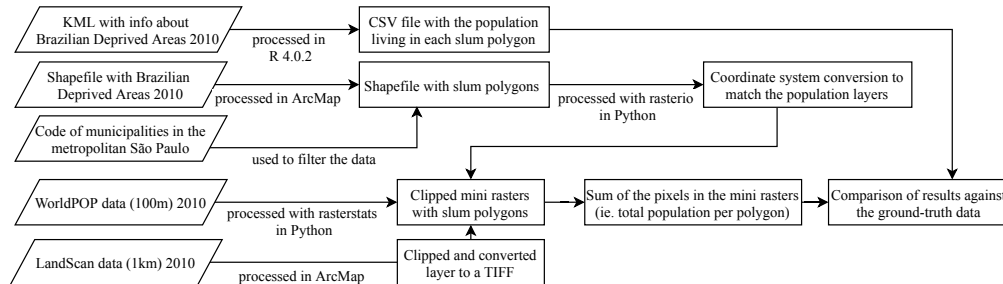 KML with info about
Brazilian Deprived Areas 2010
processed in
R 4.0.2
CSV file with the population
living in each slum polygon
Shapefile with Brazilian
Deprived Areas 2010
processed in ArcMap
Shapefile with slum polygons
processed with rasterio
in Python
Coordinate system conversion to
match the population layers
Code of municipalities in the
metropolitan São Paulo
used to filter the data
WorldPOP data (100m) 2010
processed with rasterstats
in Python
Clipped mini rasters
with slum polygons
Sum of the pixels in the mini rasters
(ie. total population per polygon)
Comparison of results against
the ground-truth data
LandScan data (1km) 2010
processed in ArcMap
Clipped and converted
layer to a TIFF